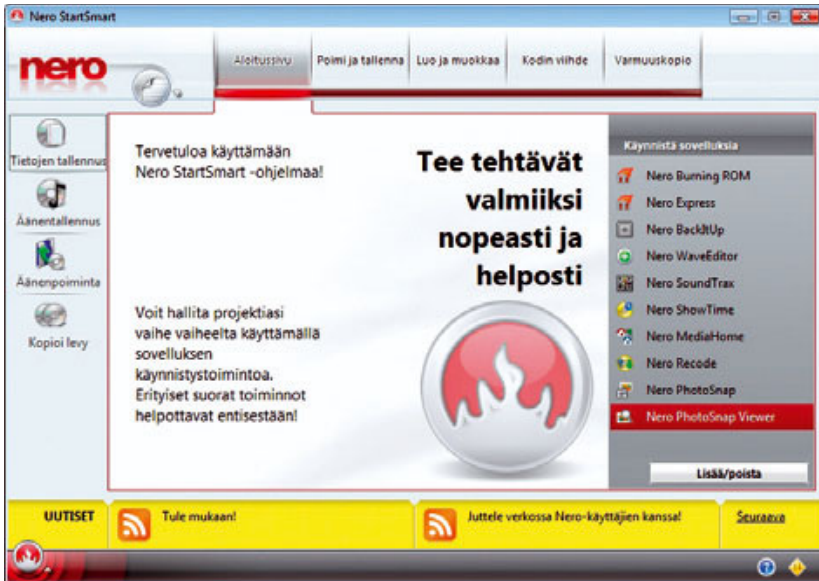 Nero StartSmart
nero
Aloitussivu
Poimi ja tallenna
Luo ja muokkaa
Kodin viihde
Varmuuskopio
Tietojen tallennus
Äänentallennus
Äänenpoiminta
Kopioi levy
Tervetuloa käyttämään
Nero StartSmart -ohjelmaa!
Voit hallita projektiasi
vaihe vaiheelta käyttämällä
sovelluksen
käynnistystoimintoa.
Erityiset suorat toiminnot
helpottavat entisestään!
Tee tehtävät
valmiiksi
nopeasti ja
helposti
Käynnistä sovelluksia
Nero Burning ROM
Nero Express
Nero BackItUp
Nero WaveEditor
Nero SoundTrax
Nero ShowTime
Nero MediaHome
Nero Recode
Nero PhotoSnap
Nero PhotoSnap Viewer
Lisää/poista
UUTISET
Tule mukaan!
Juttele verkossa Nero-käyttäjien kanssa!
Seuraava